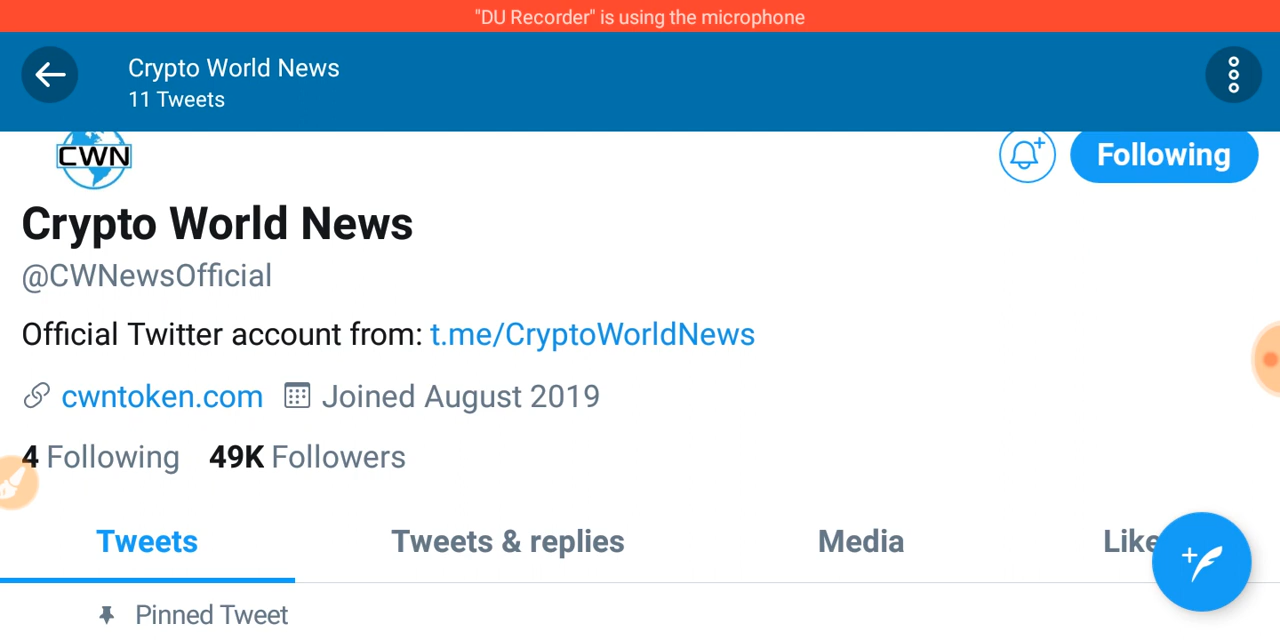 "DU Recorder" is using the microphone
Crypto World News
11 Tweets
CWN
Following
Crypto World News
@CWNewsOfficial
Official Twitter account from: t.me/CryptoWorldNews
cwntoken.com Joined August 2019
4 Following 49K Followers
Tweets Tweets & replies Media Like
Pinned Tweet